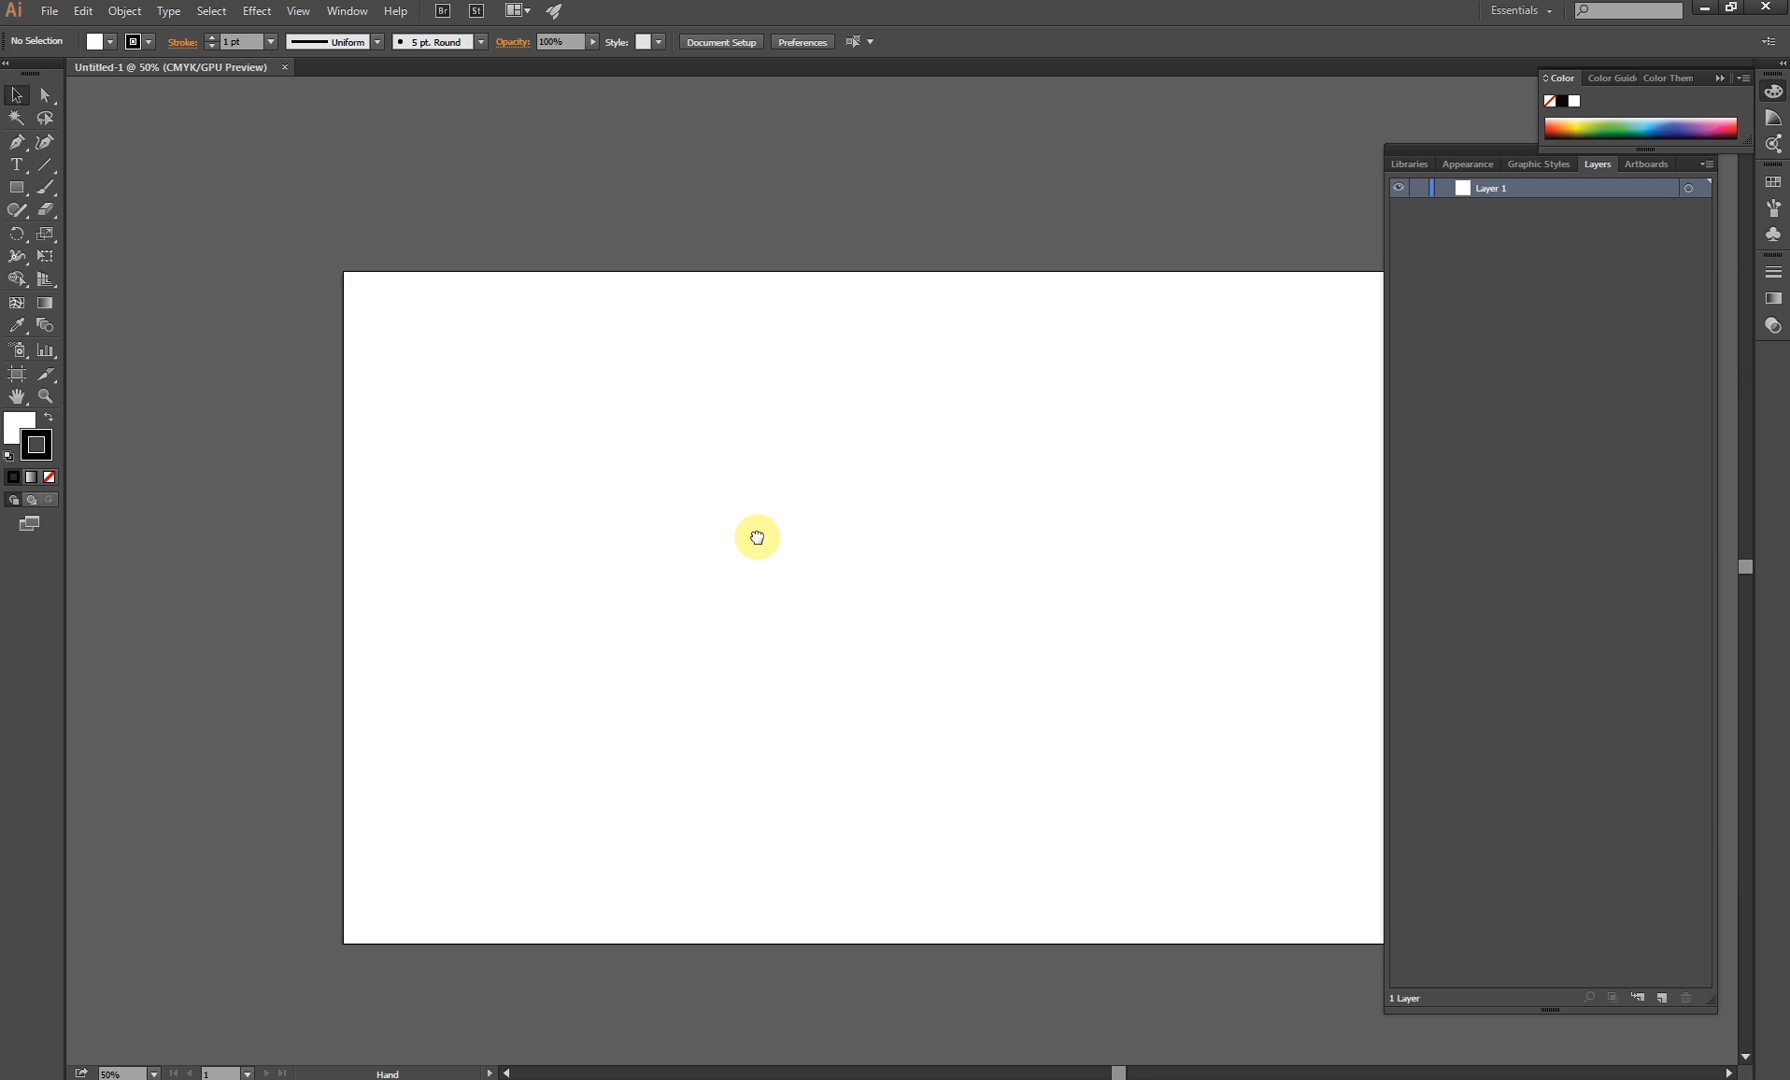 Ai File Edit Object Type Select Effect View Window Help Br St Essentials
No Selection Stroke: 1 pt Uniform 5 pt. Round Opacity: 100% Style: Document Setup Preferences
Untitled-1 @ 50% (CMYK/GPU Preview)
Color Color Guide Color Them
Libraries Appearance Graphic Styles Layers Artboards
Layer 1
T
1 Layer
50% 1 Hand